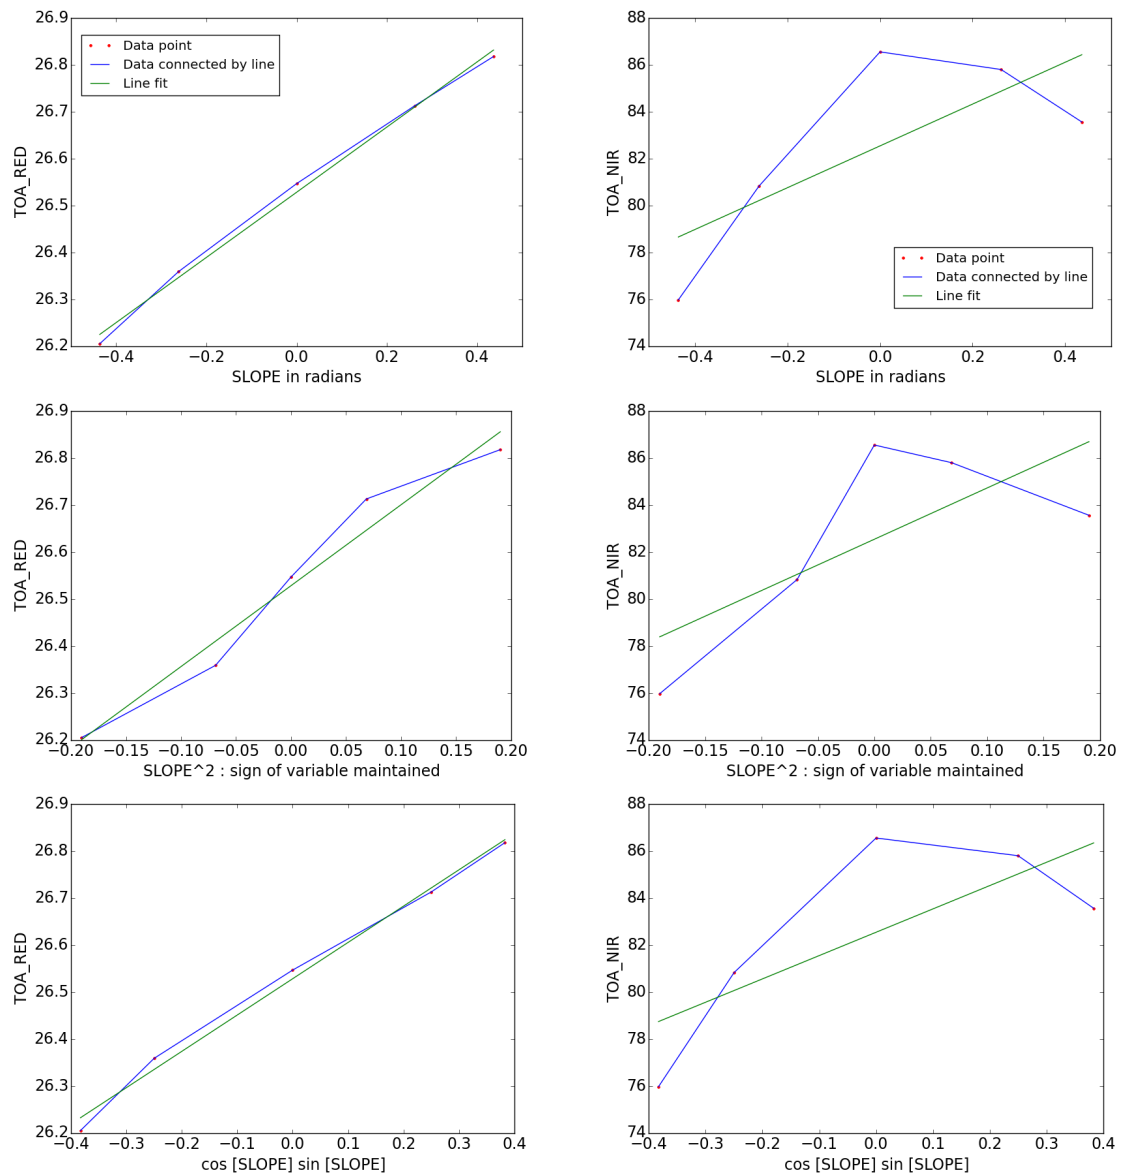 26.9
26.8
26.7
26.6
26.5
26.4
26.3
26.2
TOA_RED
Data point
Data connected by line
Line fit
−0.4 −0.2 0.0 0.2 0.4
SLOPE in radians
88
86
84
82
80
78
76
74
TOA_NIR
Data point
Data connected by line
Line fit
−0.4 −0.2 0.0 0.2 0.4
SLOPE in radians
26.9
26.8
26.7
26.6
26.5
26.4
26.3
26.2
TOA_RED
−0.20 −0.15 −0.10 −0.05 0.00 0.05 0.10 0.15 0.20
SLOPE^2 : sign of variable maintained
88
86
84
82
80
78
76
74
TOA_NIR
−0.20 −0.15 −0.10 −0.05 0.00 0.05 0.10 0.15 0.20
SLOPE^2 : sign of variable maintained
26.9
26.8
26.7
26.6
26.5
26.4
26.3
26.2
TOA_RED
−0.4 −0.3 −0.2 −0.1 0.0 0.1 0.2 0.3 0.4
cos [SLOPE] sin [SLOPE]
88
86
84
82
80
78
76
74
TOA_NIR
−0.4 −0.3 −0.2 −0.1 0.0 0.1 0.2 0.3 0.4
cos [SLOPE] sin [SLOPE]